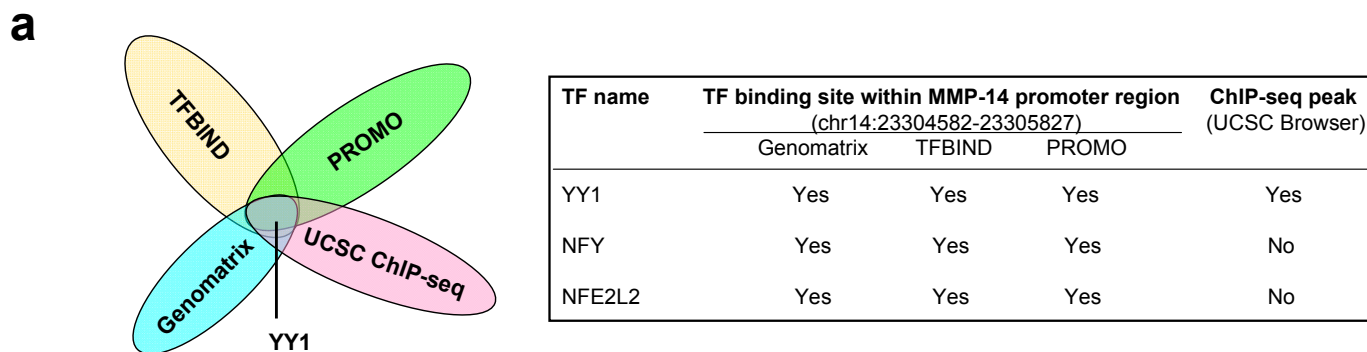 a
TFBIND
PROMO
Genomatrix
UCSC ChIP-seq
YY1
TF name TF binding site within MMP-14 promoter region ChIP-seq peak
(chr14:23304582-23305827) (UCSC Browser)
Genomatrix TFBIND PROMO
YY1 Yes Yes Yes Yes
NFY Yes Yes Yes No
NFE2L2 Yes Yes Yes No